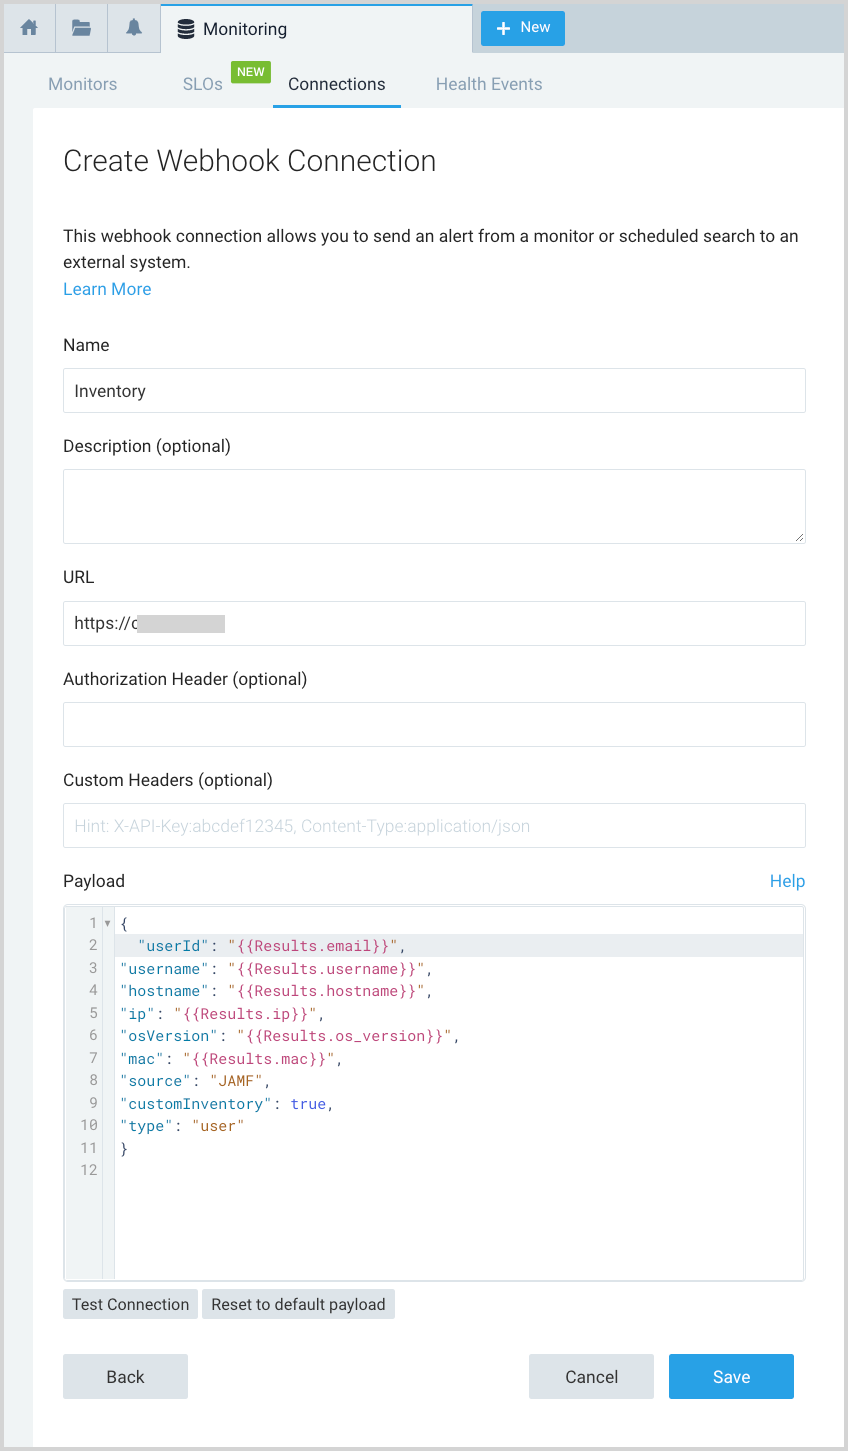 Monitoring
+ New
Monitors SLOs NEW Connections Health Events
Create Webhook Connection
This webhook connection allows you to send an alert from a monitor or scheduled search to an
external system.
Learn More
Name
Inventory
Description (optional)
URL
https://c
Authorization Header (optional)
Custom Headers (optional)
Hint: X-API-Key:abcdef12345, Content-Type:application/json
Payload Help
1 {
2 "userId": "{{Results.email}}",
3 "username": "{{Results.username}}",
4 "hostname": "{{Results.hostname}}",
5 "ip": "{{Results.ip}}",
6 "osVersion": "{{Results.os_version}}",
7 "mac": "{{Results.mac}}",
8 "source": "JAMF",
9 "customInventory": true,
10 "type": "user"
11 }
12
Test Connection Reset to default payload
Back Cancel Save